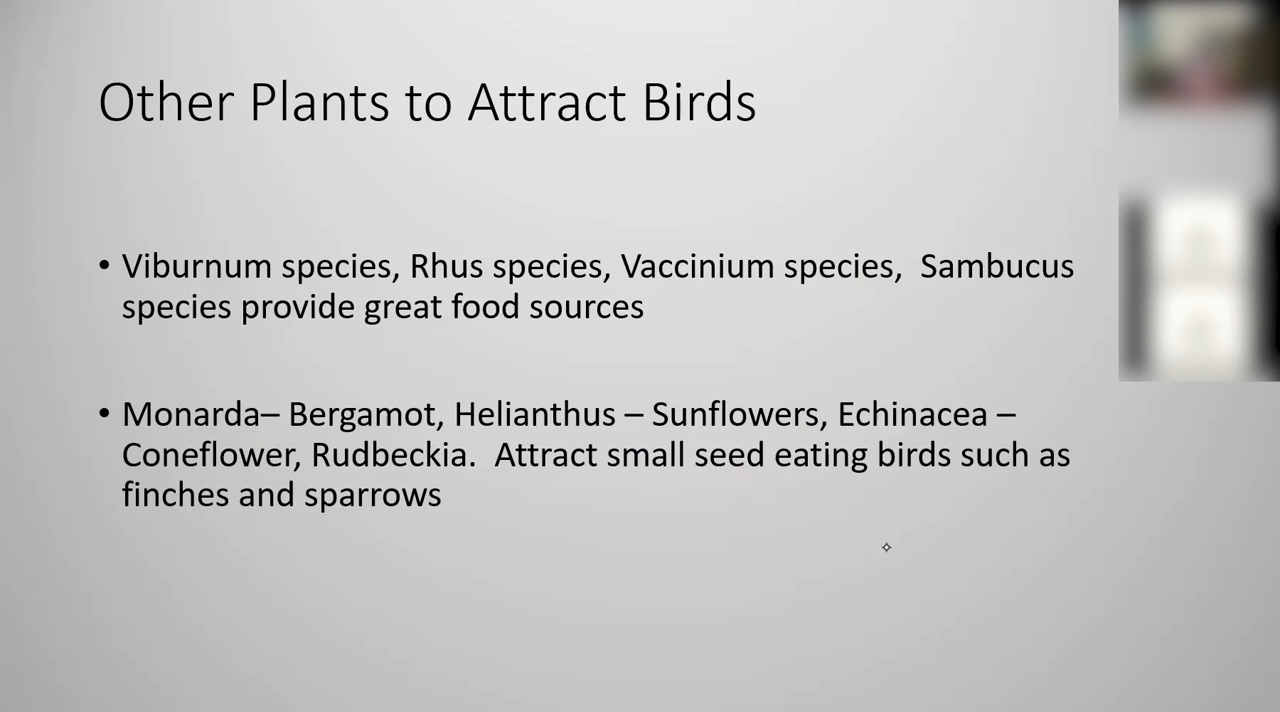 Other Plants to Attract Birds
• Viburnum species, Rhus species, Vaccinium species,  Sambucus
species provide great food sources
• Monarda– Bergamot, Helianthus – Sunflowers, Echinacea –
Coneflower, Rudbeckia.  Attract small seed eating birds such as
finches and sparrows